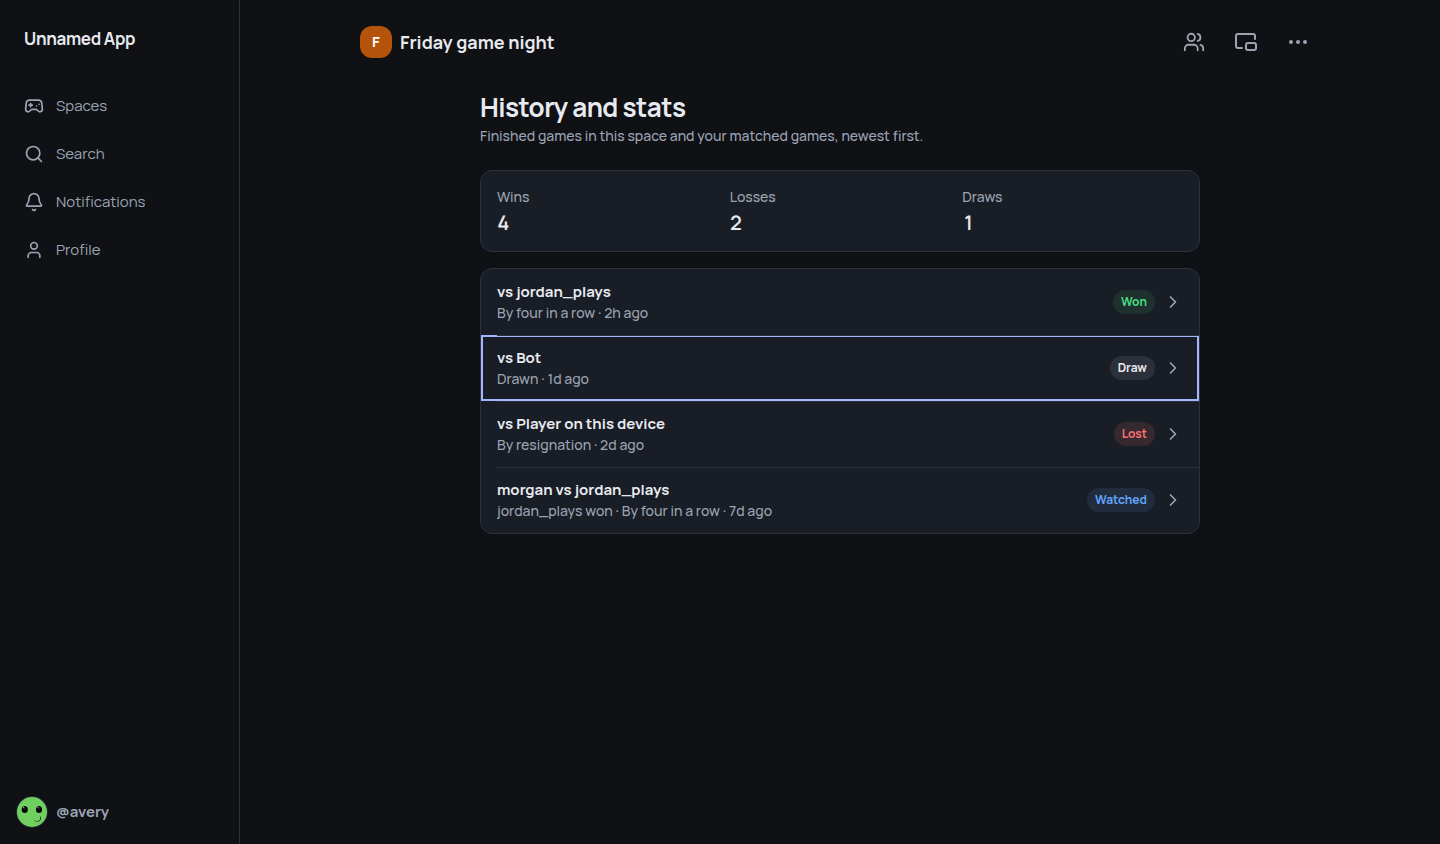 Unnamed App
Spaces
Search
Notifications
Profile
@avery
F Friday game night
History and stats
Finished games in this space and your matched games, newest first.
Wins Losses Draws
4 2 1
vs jordan_plays
By four in a row · 2h ago
Won
vs Bot
Drawn · 1d ago
Draw
vs Player on this device
By resignation · 2d ago
Lost
morgan vs jordan_plays
jordan_plays won · By four in a row · 7d ago
Watched